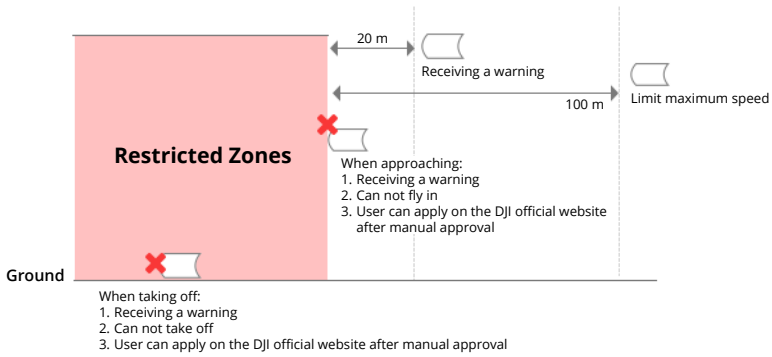 20 m
Receiving a warning
100 m
Limit maximum speed
Restricted Zones
When approaching:
1. Receiving a warning
2. Can not fly in
3. User can apply on the DJI official website
after manual approval
Ground
When taking off:
1. Receiving a warning
2. Can not take off
3. User can apply on the DJI official website after manual approval